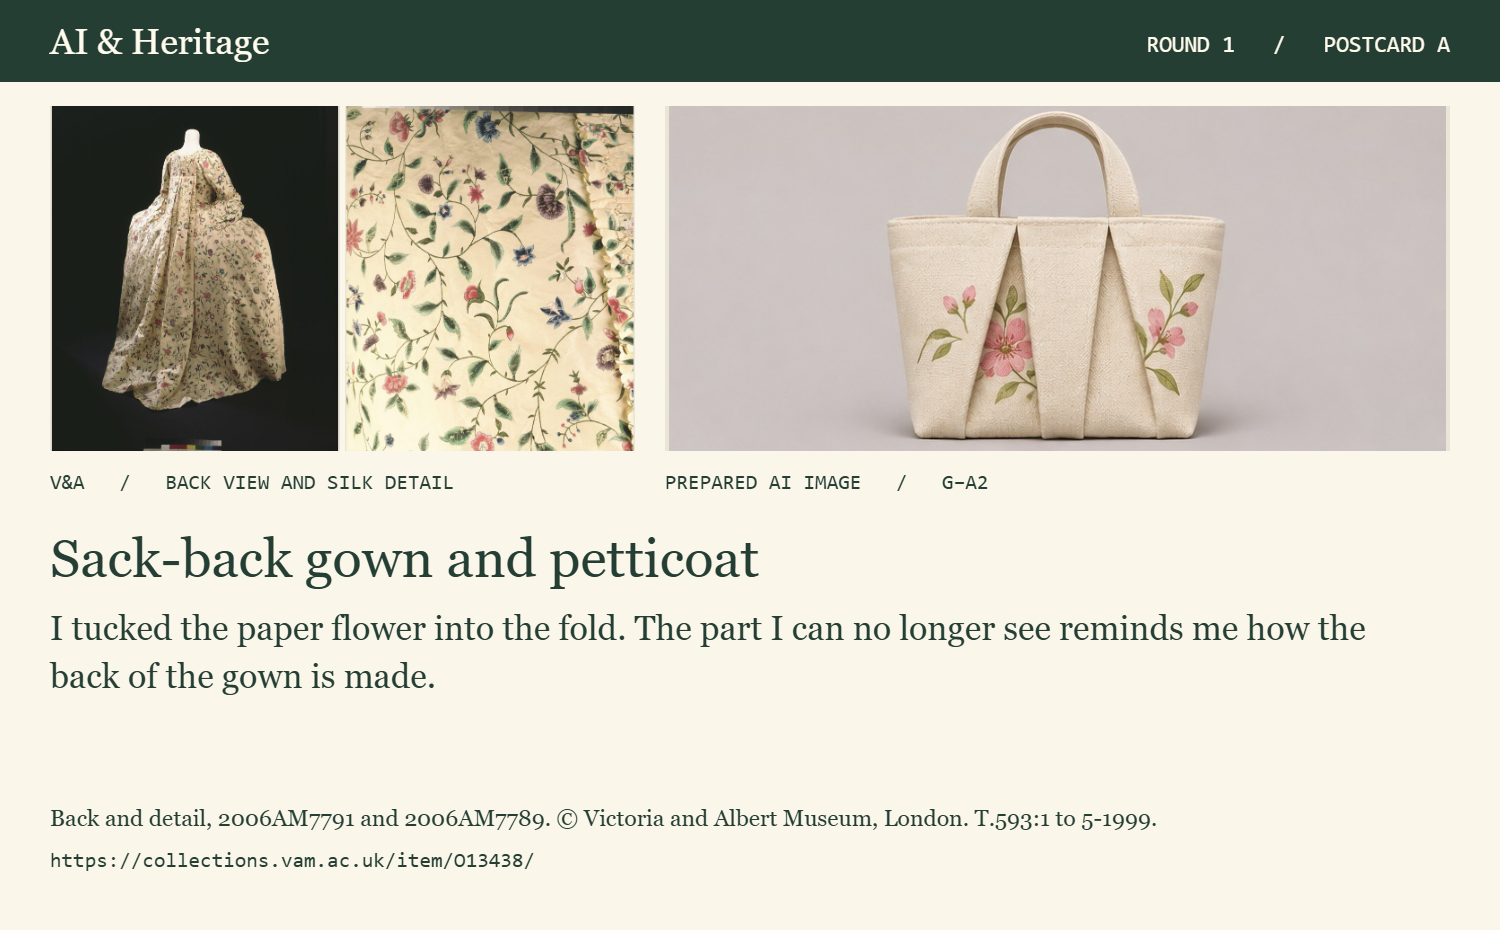 AI & Heritage
ROUND 1 / POSTCARD A
V&A / BACK VIEW AND SILK DETAIL
PREPARED AI IMAGE / G–A2
Sack-back gown and petticoat
I tucked the paper flower into the fold. The part I can no longer see reminds me how the
back of the gown is made.
Back and detail, 2006AM7791 and 2006AM7789. © Victoria and Albert Museum, London. T.593:1 to 5-1999.
https://collections.vam.ac.uk/item/O13438/